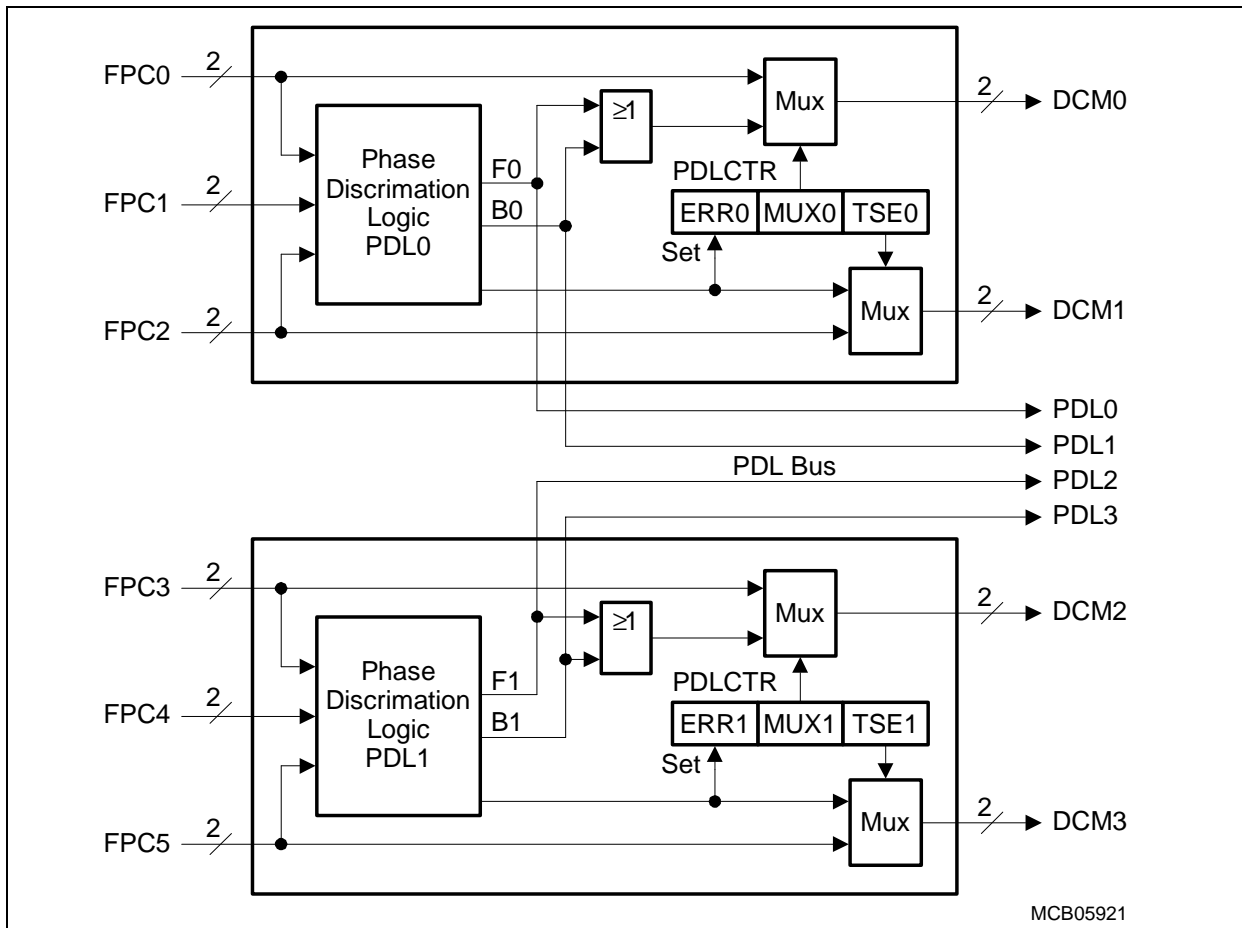 FPC0
2
FPC1
2
FPC2
2
Phase
Discrimation
Logic
PDL0
F0
B0
≥1
Mux
2
DCM0
PDLCTR
ERR0 MUX0 TSE0
Set
Mux
2
DCM1
PDL0
PDL1
PDL Bus
PDL2
PDL3
FPC3
2
FPC4
2
FPC5
2
Phase
Discrimation
Logic
PDL1
F1
B1
≥1
Mux
2
DCM2
PDLCTR
ERR1 MUX1 TSE1
Set
Mux
2
DCM3
MCB05921